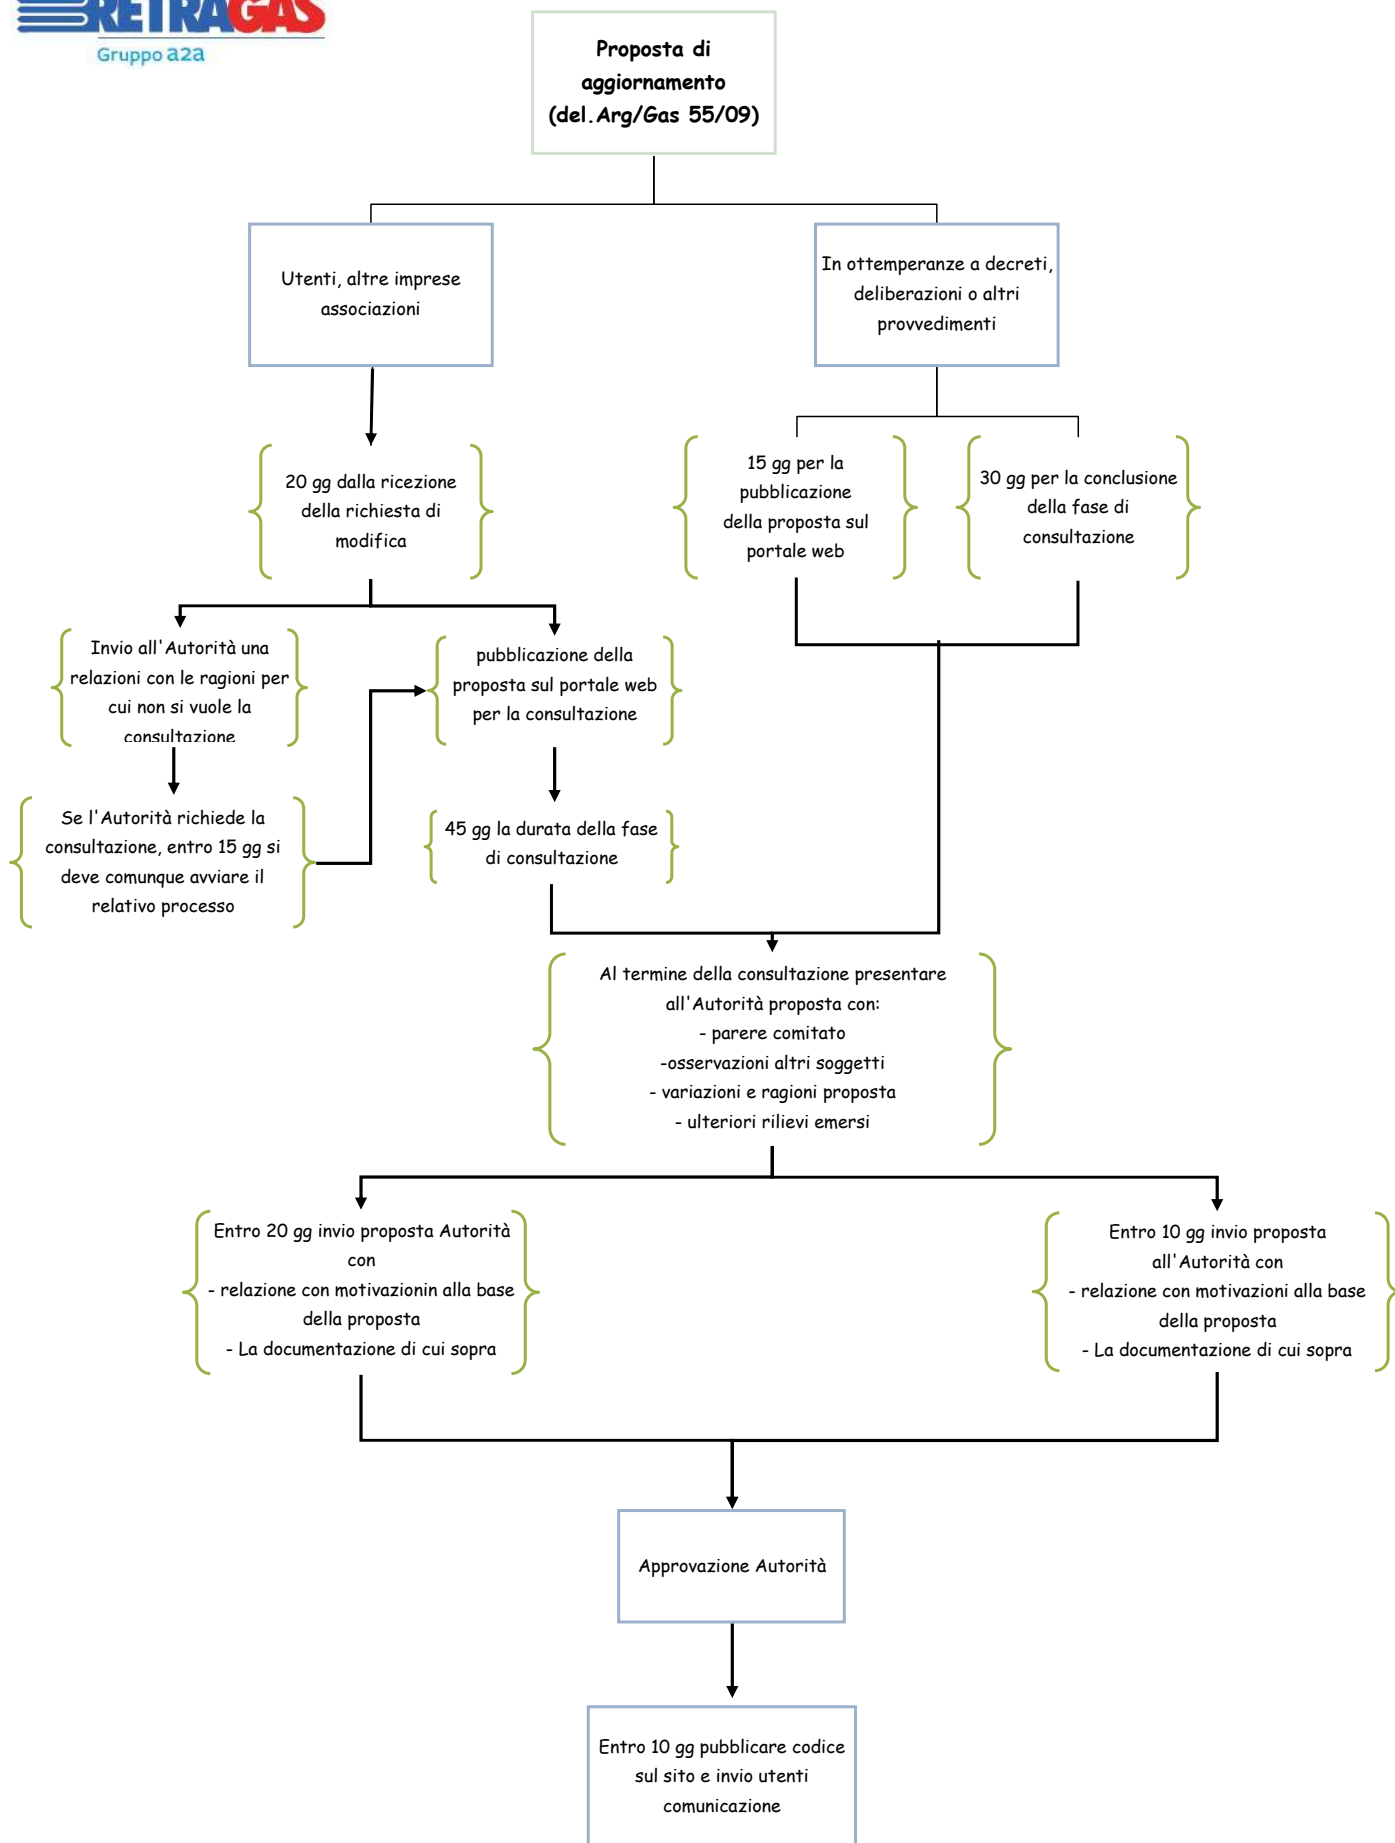 RETRAGAS
Gruppo a2a
Proposta di
aggiornamento
(del.Arg/Gas 55/09)
Utenti, altre imprese
associazioni
In ottemperanze a decreti,
deliberazioni o altri
provvedimenti
20 gg dalla ricezione
della richiesta di
modifica
15 gg per la
pubblicazione
della proposta sul
portale web
30 gg per la conclusione
della fase di
consultazione
Invio all'Autorità una
relazioni con le ragioni per
cui non si vuole la
consultazione
pubblicazione della
proposta sul portale web
per la consultazione
Se l'Autorità richiede la
consultazione, entro 15 gg si
deve comunque avviare il
relativo processo
45 gg la durata della fase
di consultazione
Al termine della consultazione presentare
all'Autorità proposta con:
- parere comitato
-osservazioni altri soggetti
- variazioni e ragioni proposta
- ulteriori rilievi emersi
Entro 20 gg invio proposta Autorità
con
- relazione con motivazionin alla base
della proposta
- La documentazione di cui sopra
Entro 10 gg invio proposta
all'Autorità con
- relazione con motivazioni alla base
della proposta
- La documentazione di cui sopra
Approvazione Autorità
Entro 10 gg pubblicare codice
sul sito e invio utenti
comunicazione